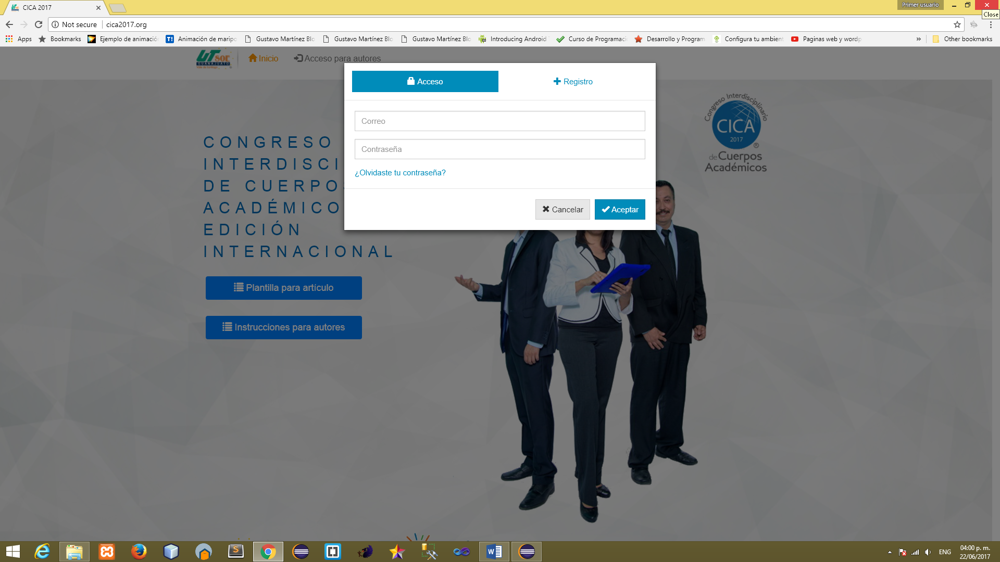 CICA 2017
Primer usuario
Close
Not secure
cica2017.org
Apps
Bookmarks
Ejemplo de animació
Animación de maripo
Gustavo Martínez Blo
Gustavo Martínez Blo
Gustavo Martínez Blo
Introducing Android
Curso de Programaci
Desarrollo y Program
Configura tu ambient
Paginas web y wordp
»
Other bookmarks
UTsor
GUANAJUATO
Inicio
Acceso para autores
Acceso
Registro
Correo
Contraseña
¿Olvidaste tu contraseña?
Cancelar
Aceptar
CONGRESO
INTERDISCI
DE CUERPO
ACADÉMICO
EDICIÓN
INTERNACIONAL
Plantilla para artículo
Instrucciones para autores
Congreso Interdisciplinario
CICA
2017
®
de Cuerpos
Académicos
ENG
04:00 p. m.
22/06/2017